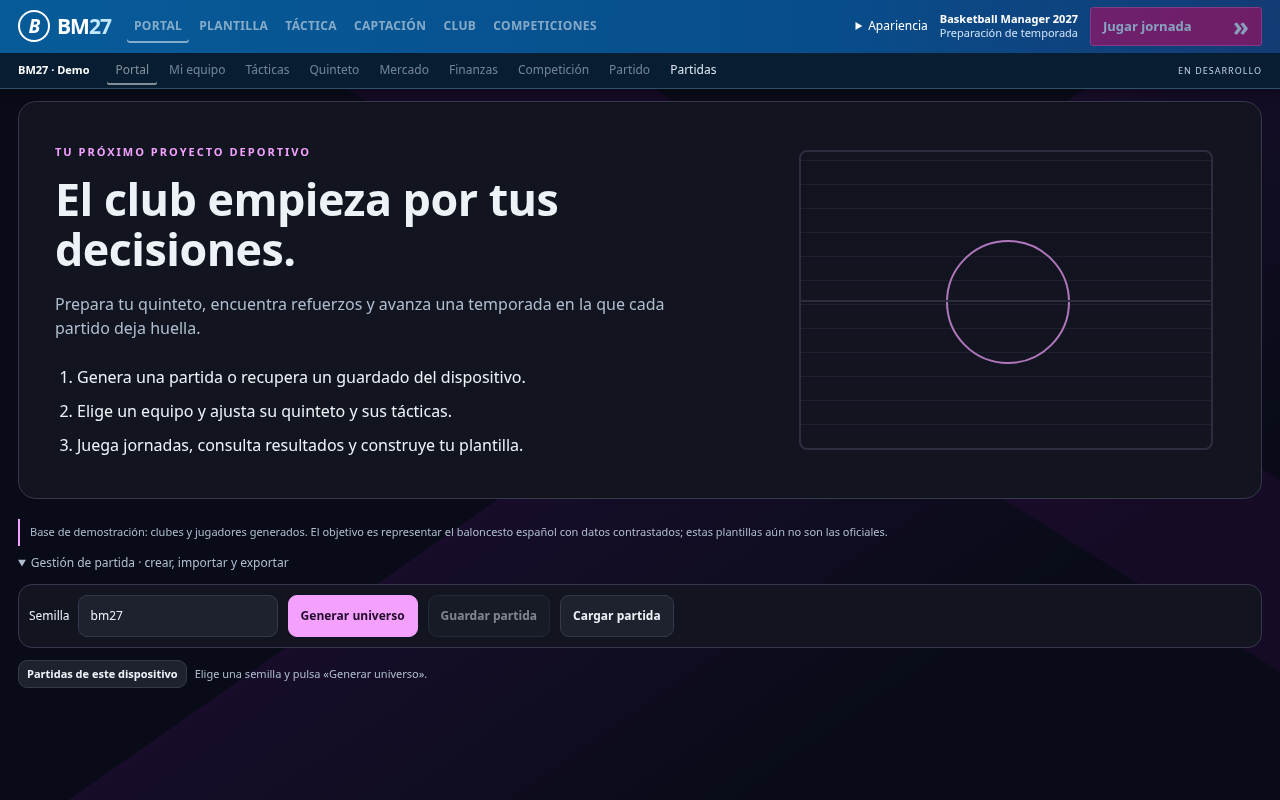 B BM27 PORTAL PLANTILLA TÁCTICA CAPTACIÓN CLUB COMPETICIONES ▶ Apariencia Basketball Manager 2027 Jugar jornada »
Preparación de temporada
BM27 · Demo Portal Mi equipo Tácticas Quinteto Mercado Finanzas Competición Partido Partidas EN DESARROLLO
TU PRÓXIMO PROYECTO DEPORTIVO
El club empieza por tus
decisiones.
Prepara tu quinteto, encuentra refuerzos y avanza una temporada en la que cada
partido deja huella.
1. Genera una partida o recupera un guardado del dispositivo.
2. Elige un equipo y ajusta su quinteto y sus tácticas.
3. Juega jornadas, consulta resultados y construye tu plantilla.
Base de demostración: clubes y jugadores generados. El objetivo es representar el baloncesto español con datos contrastados; estas plantillas aún no son las oficiales.
▼ Gestión de partida · crear, importar y exportar
Semilla bm27 Generar universo Guardar partida Cargar partida
Partidas de este dispositivo Elige una semilla y pulsa «Generar universo».